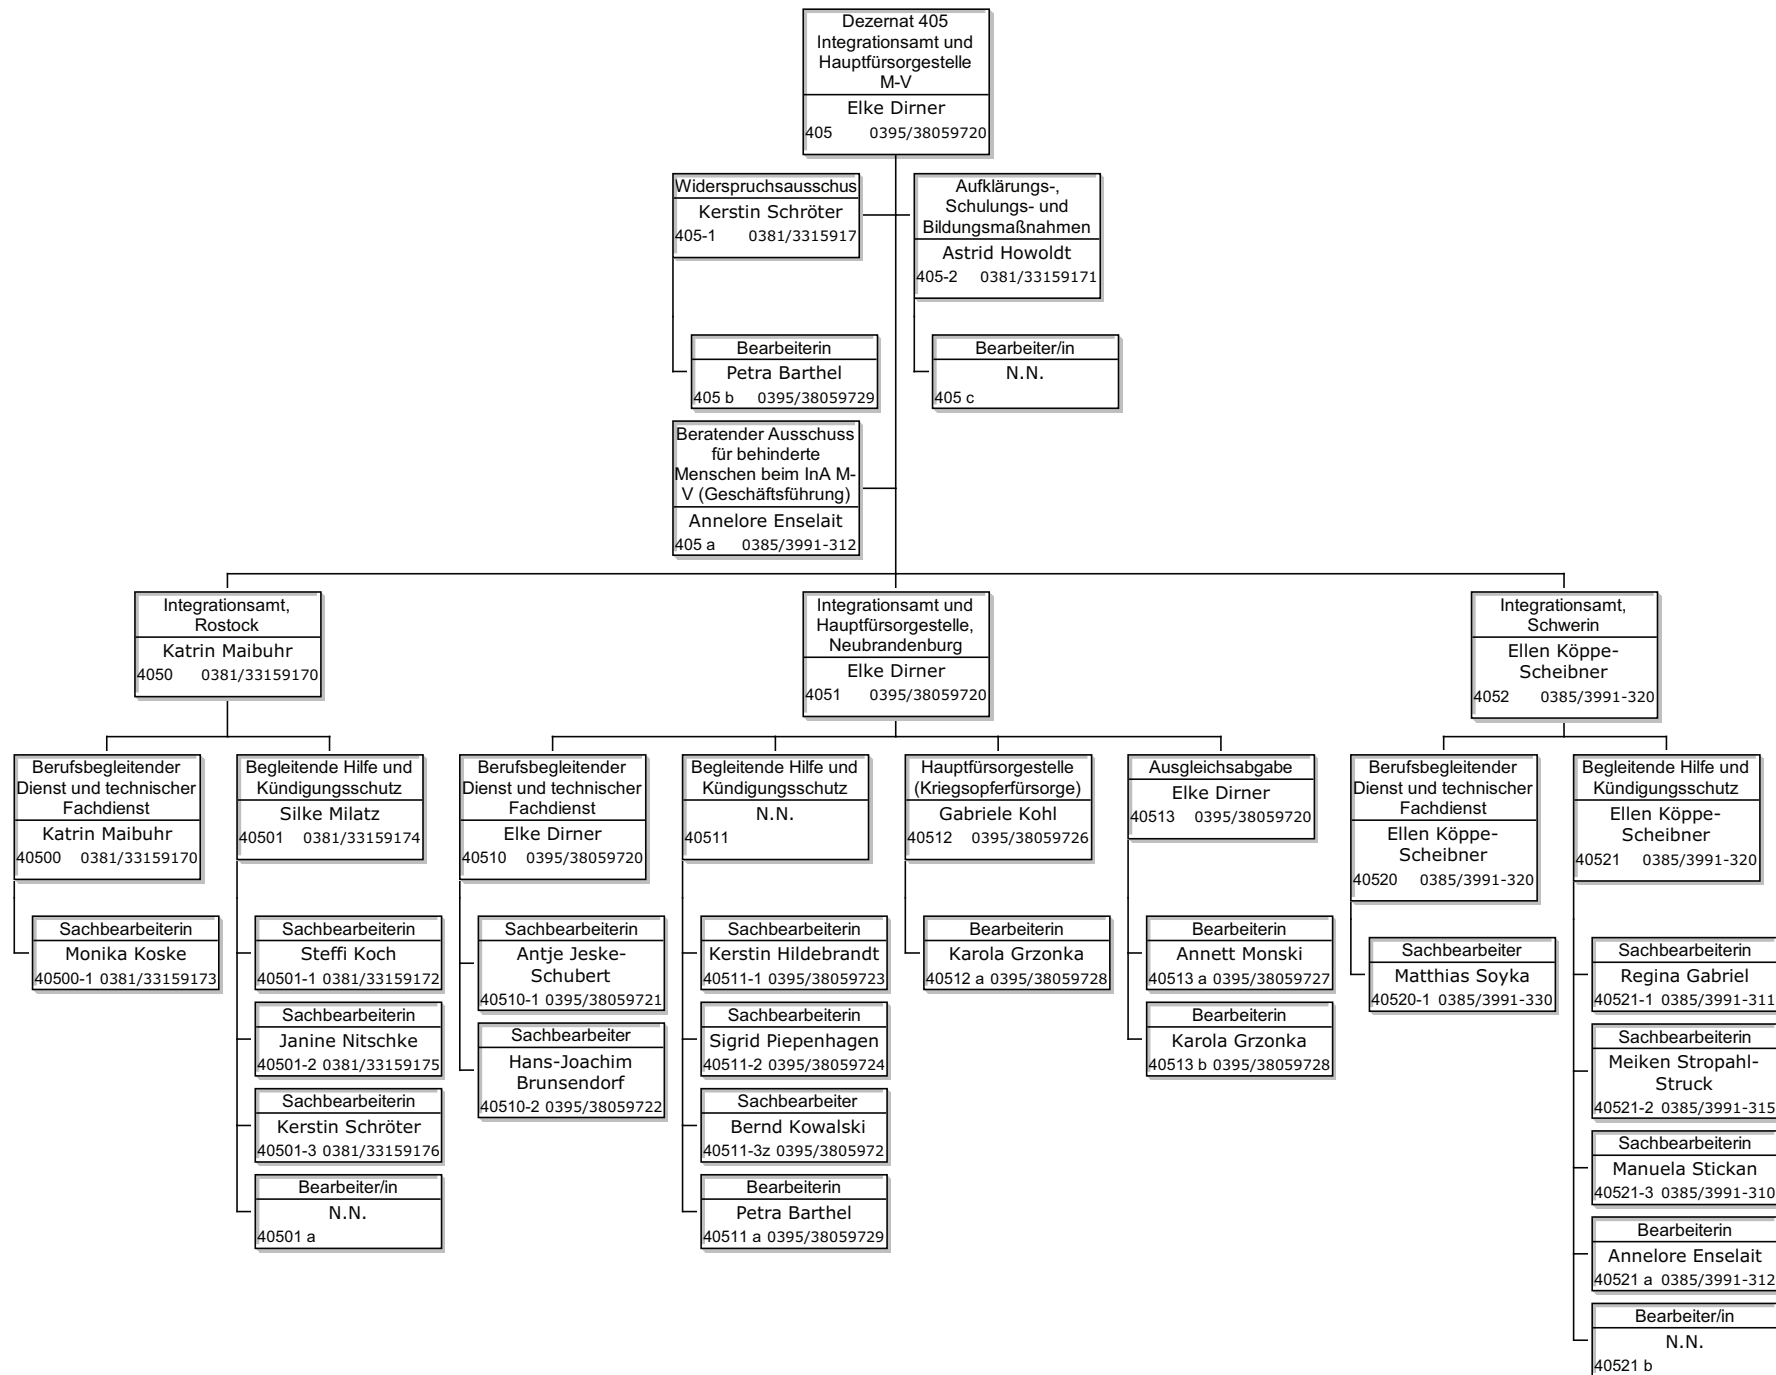 Dezernat 405
Integrationsamt und
Hauptfürsorgestelle
M-V
Elke Dirner
405 0395/38059720
Widerspruchsausschus
Kerstin Schröter
405-1 0381/3315917
Aufklärungs-,
Schulungs- und
Bildungsmaßnahmen
Astrid Howoldt
405-2 0381/33159171
Bearbeiterin
Petra Barthel
405 b 0395/38059729
Bearbeiter/in
N.N.
405 c
Beratender Ausschuss
für behinderte
Menschen beim InA M-
V (Geschäftsführung)
Annelore Enselait
405 a 0385/3991-312
Integrationsamt,
Rostock
Katrin Maibuhr
4050 0381/33159170
Integrationsamt und
Hauptfürsorgestelle,
Neubrandenburg
Elke Dirner
4051 0395/38059720
Integrationsamt,
Schwerin
Ellen Köppe-
Scheibner
4052 0385/3991-320
Berufsbegleitender
Dienst und technischer
Fachdienst
Katrin Maibuhr
40500 0381/33159170
Begleitende Hilfe und
Kündigungsschutz
Silke Milatz
40501 0381/33159174
Berufsbegleitender
Dienst und technischer
Fachdienst
Elke Dirner
40510 0395/38059720
Begleitende Hilfe und
Kündigungsschutz
N.N.
40511
Hauptfürsorgestelle
(Kriegsopferfürsorge)
Gabriele Kohl
40512 0395/38059726
Ausgleichsabgabe
Elke Dirner
40513 0395/38059720
Berufsbegleitender
Dienst und technischer
Fachdienst
Ellen Köppe-
Scheibner
40520 0385/3991-320
Begleitende Hilfe und
Kündigungsschutz
Ellen Köppe-
Scheibner
40521 0385/3991-320
Sachbearbeiterin
Monika Koske
40500-1 0381/33159173
Sachbearbeiterin
Steffi Koch
40501-1 0381/33159172
Sachbearbeiterin
Janine Nitschke
40501-2 0381/33159175
Sachbearbeiterin
Kerstin Schröter
40501-3 0381/33159176
Bearbeiter/in
N.N.
40501 a
Sachbearbeiterin
Antje Jeske-
Schubert
40510-1 0395/38059721
Sachbearbeiter
Hans-Joachim
Brunsendorf
40510-2 0395/38059722
Sachbearbeiterin
Kerstin Hildebrandt
40511-1 0395/38059723
Sachbearbeiterin
Sigrid Piepenhagen
40511-2 0395/38059724
Sachbearbeiter
Bernd Kowalski
40511-3z 0395/3805972
Bearbeiterin
Petra Barthel
40511 a 0395/38059729
Bearbeiterin
Karola Grzonka
40512 a 0395/38059728
Bearbeiterin
Annett Monski
40513 a 0395/38059727
Bearbeiterin
Karola Grzonka
40513 b 0395/38059728
Sachbearbeiter
Matthias Soyka
40520-1 0385/3991-330
Sachbearbeiterin
Regina Gabriel
40521-1 0385/3991-311
Sachbearbeiterin
Meiken Stropahl-
Struck
40521-2 0385/3991-315
Sachbearbeiterin
Manuela Stickan
40521-3 0385/3991-310
Bearbeiterin
Annelore Enselait
40521 a 0385/3991-312
Bearbeiter/in
N.N.
40521 b